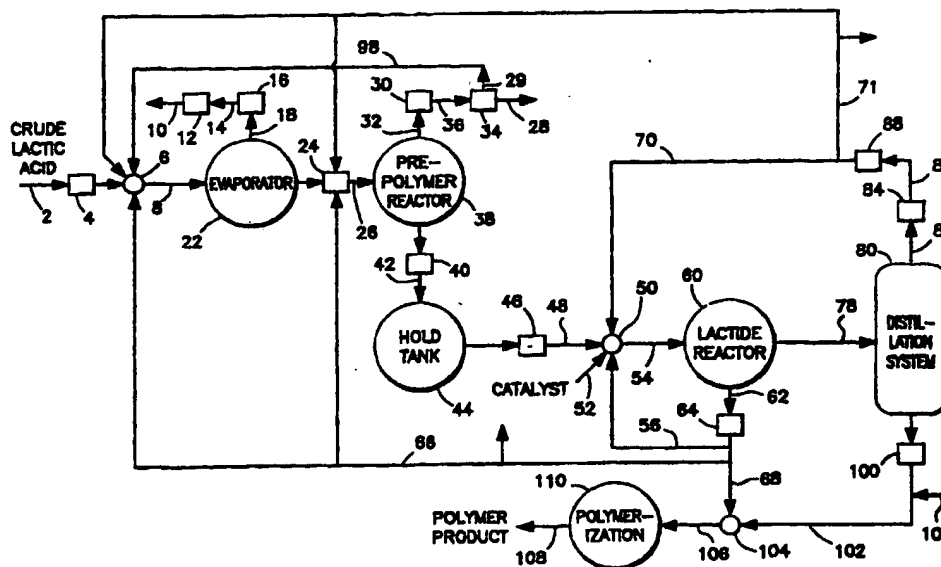 98
16
29
30
71
10
12
14
18
32
36
34
28
88
CRUDE
LACTIC
ACID
6
24
PRE-
POLYMER
REACTOR
70
84
EVAPORATOR
2
4
8
22
26
38
80
42
40
60
50
46
48
78
HOLD
TANK
LACTIDE
REACTOR
DISTIL-
LATION
SYSTEM
54
CATALYST
52
62
44
64
56
66
100
110
68
POLYMER
PRODUCT
POLYMER-
IZATION
108
106
104
102